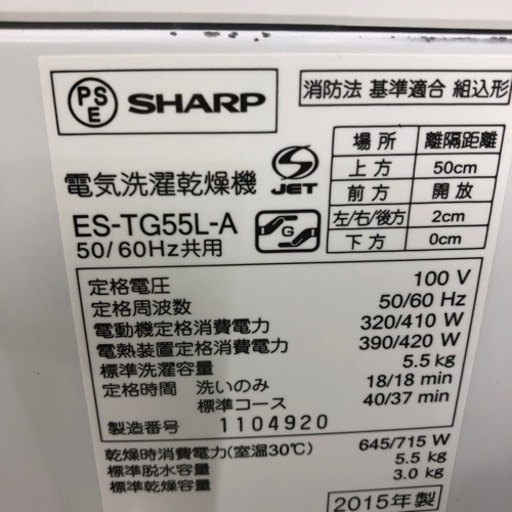 PSE SHARP
消防法 基準適合 組込形
電気洗濯乾燥機
S JET
ES-TG55L-A
G
50/60Hz共用
場所 離隔距離
上方 50cm
前方 開放
左/右/後方 2cm
下方 0cm
定格電圧 100 V
定格周波数 50/60 Hz
電動機定格消費電力 320/410 W
電熱装置定格消費電力 390/420 W
標準洗濯容量 5.5 kg
定格時間 洗いのみ 18/18 min
標準コース 40/37 min
製造番号 1104920
乾燥時消費電力(室温30℃) 645/715 W
標準脱水容量 5.5 kg
標準乾燥容量 3.0 kg
2015年製